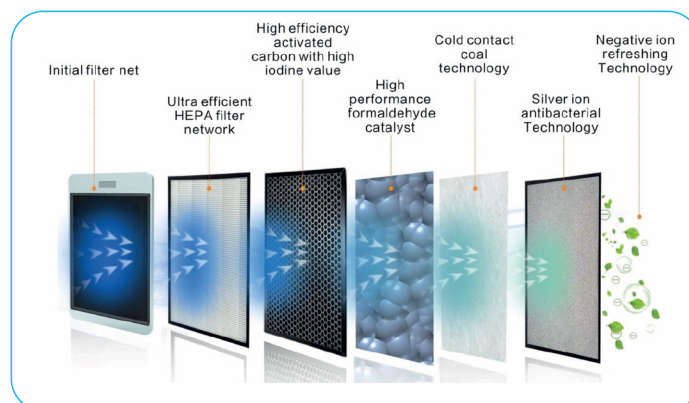 Initial filter net
Ultra efficient
HEPA filter
network
High efficiency
activated
carbon with high
iodine value
High
performance
formaldehyde
catalyst
Cold contact
coal
technology
Silver ion
antibacterial
Technology
Negative ion
refreshing
Technology